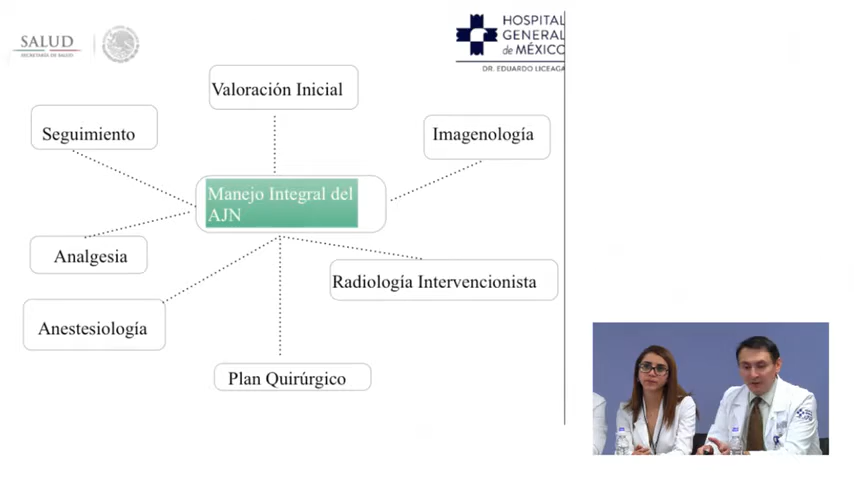 SALUD
SECRETARÍA DE SALUD
HOSPITAL
GENERAL
de MÉXICO
DR. EDUARDO LICEAGA
Valoración Inicial
Seguimiento
Imagenología
Manejo Integral del
AJN
Analgesia
Radiología Intervencionista
Anestesiología
Plan Quirúrgico